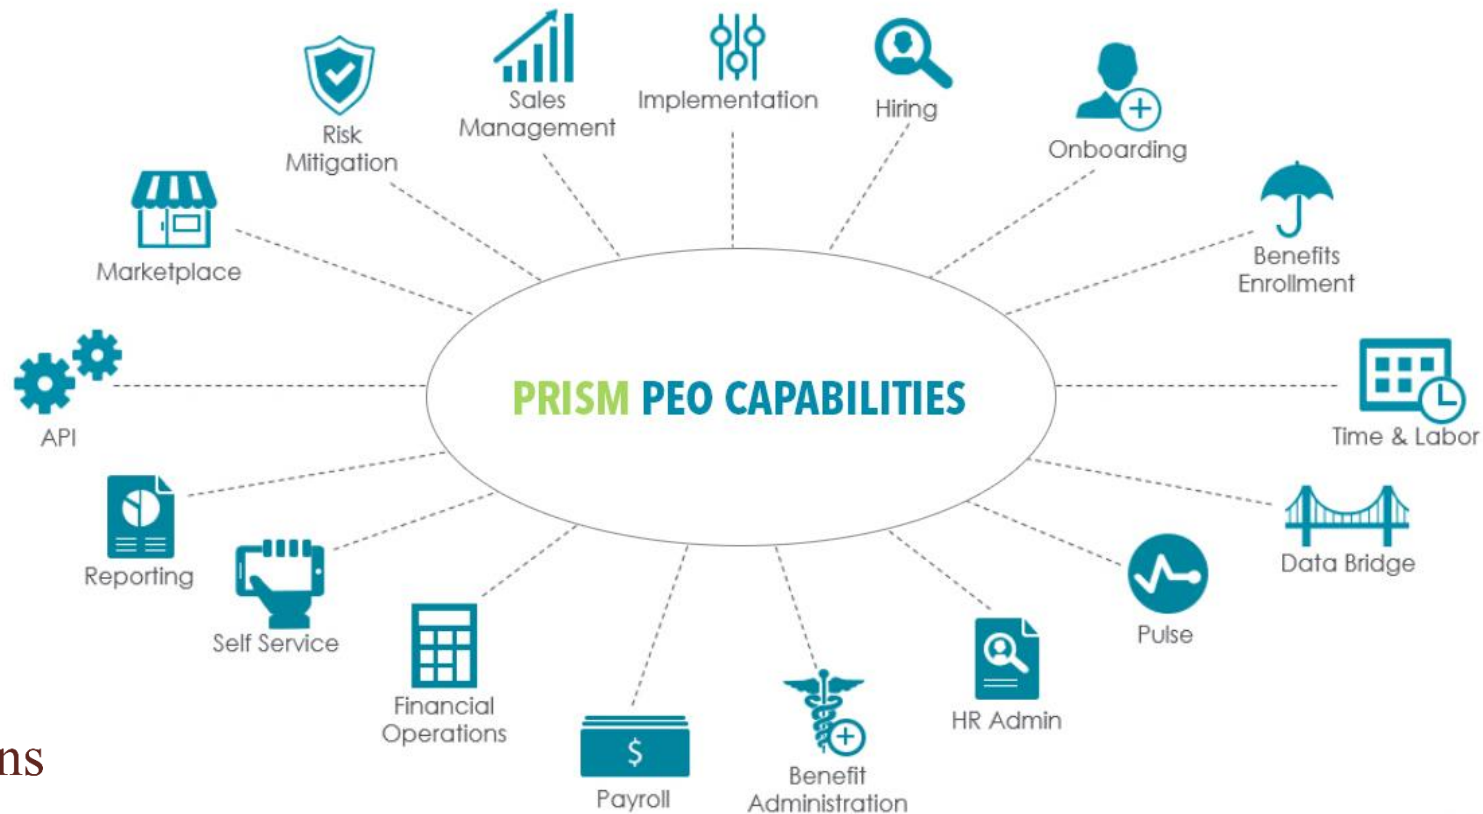 Sales
Management
Implementation
Hiring
Risk
Mitigation
Onboarding
Marketplace
Benefits
Enrollment
PRISM PEO CAPABILITIES
API
Time & Labor
Reporting
Data Bridge
Self Service
Pulse
Financial
Operations
HR Admin
$
Payroll
Benefit
Administration
ns